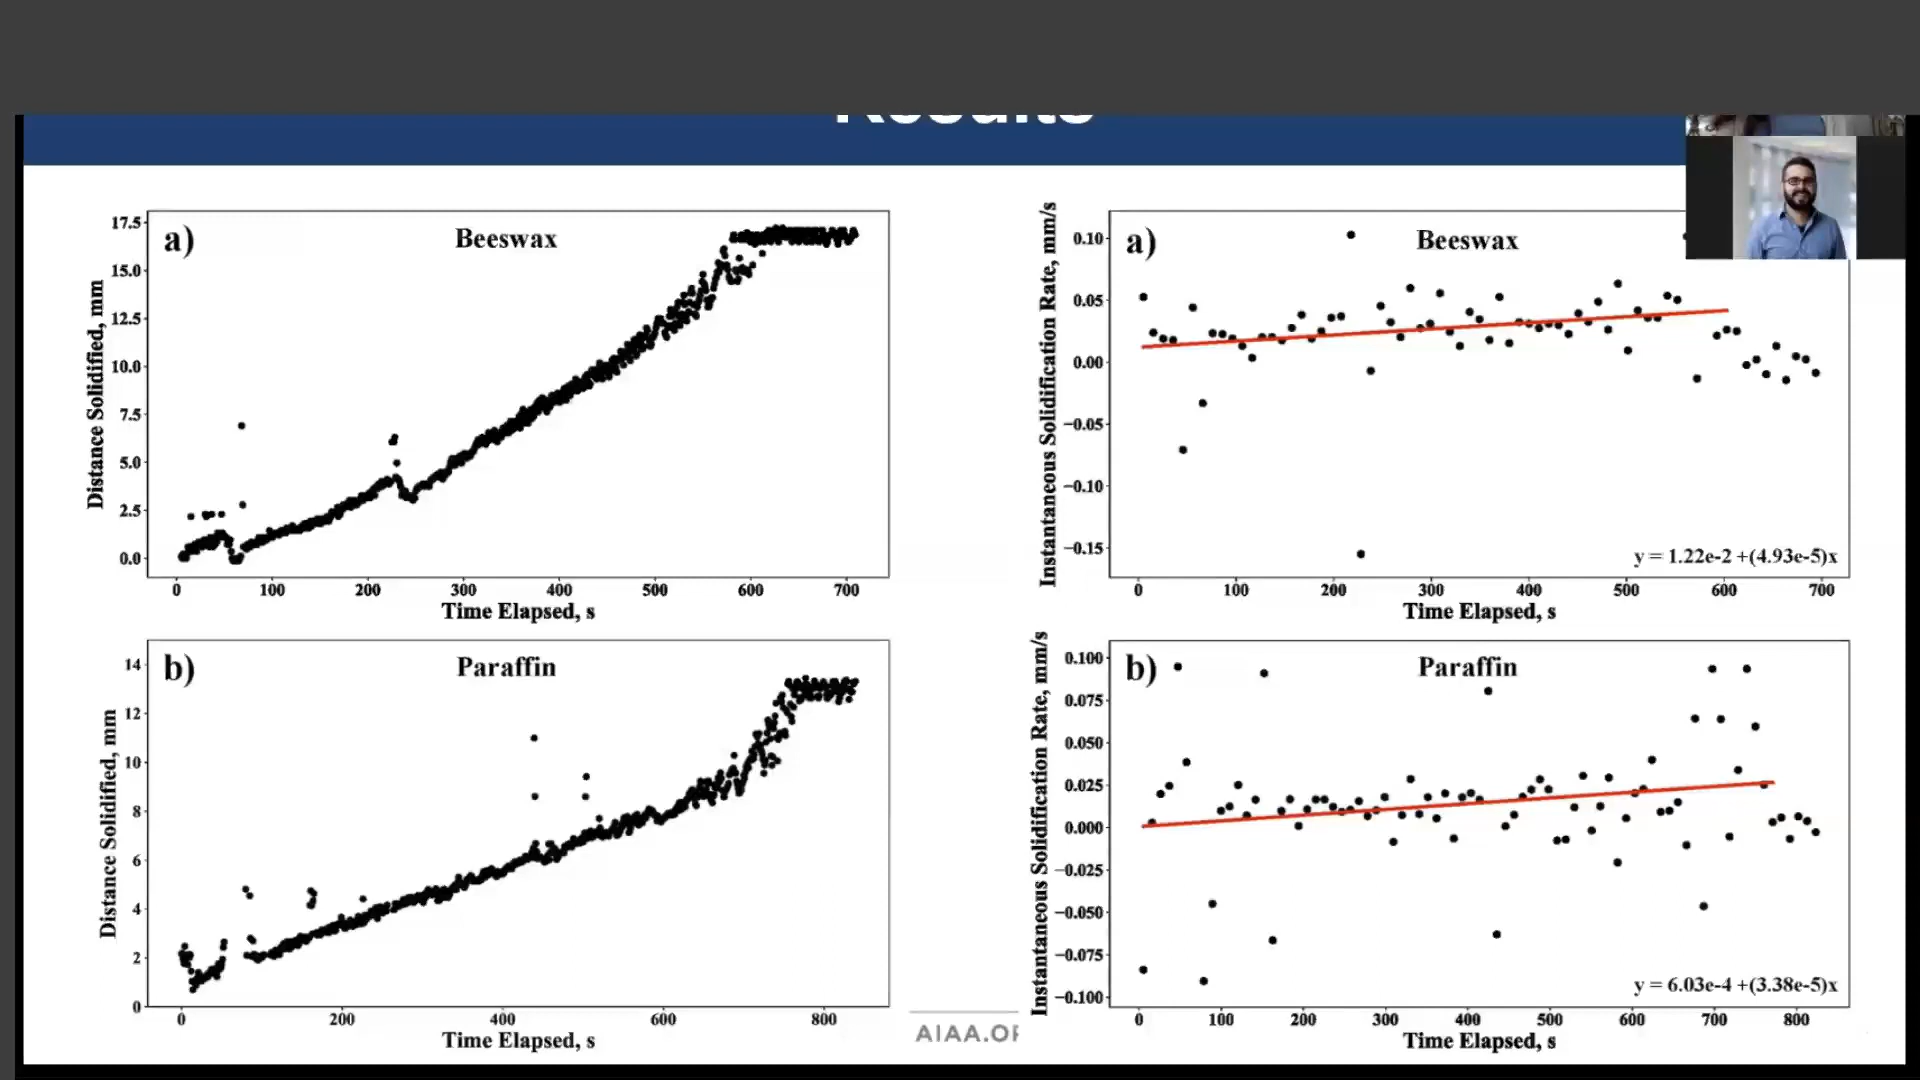 Results
a) Beeswax
17.5
15.0
12.5
10.0
7.5
5.0
2.5
0.0
Distance Solidified, mm
0 100 200 300 400 500 600 700
Time Elapsed, s
a) Beeswax
0.10
0.05
0.00
−0.05
−0.10
−0.15
Instantaneous Solidification Rate, mm/s
y = 1.22e-2 +(4.93e-5)x
0 100 200 300 400 500 600 700
Time Elapsed, s
b) Paraffin
14
12
10
8
6
4
2
0
Distance Solidified, mm
0 200 400 600 800
Time Elapsed, s
b) Paraffin
0.100
0.075
0.050
0.025
0.000
−0.025
−0.050
−0.075
−0.100
Instantaneous Solidification Rate, mm/s
y = 6.03e-4 +(3.38e-5)x
0 100 200 300 400 500 600 700 800
Time Elapsed, s
AIAA.OR